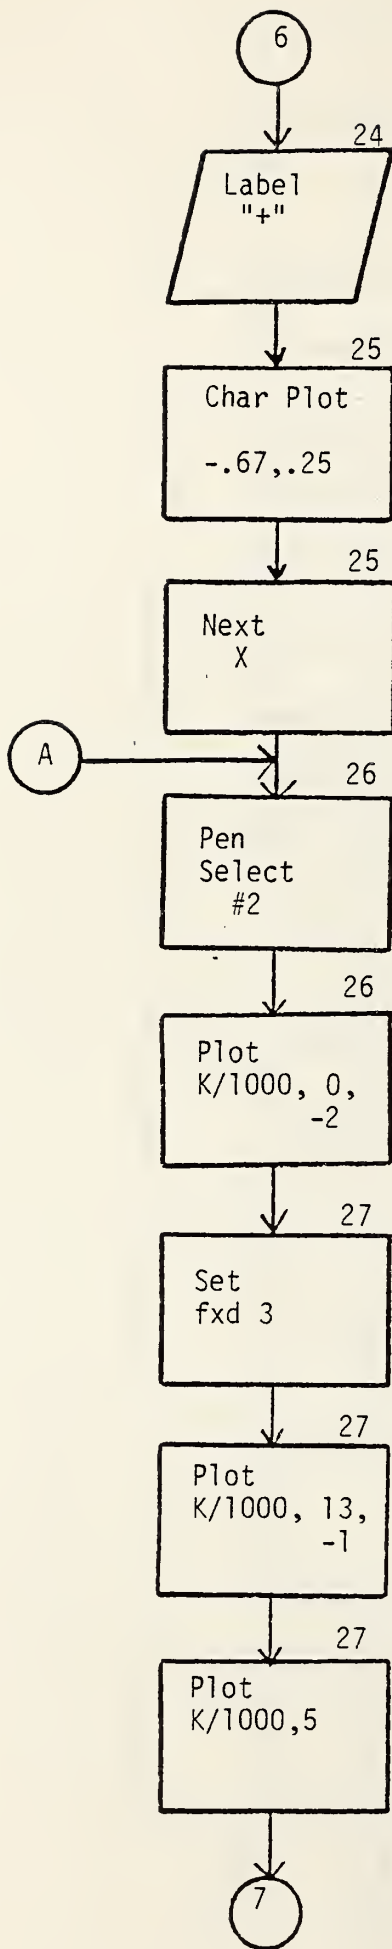 6
24
Label
"+"
25
Char Plot
-.67,.25
25
Next
X
A
26
Pen
Select
#2
26
Plot
K/1000, 0,
-2
27
Set
fxd 3
27
Plot
K/1000, 13,
-1
27
Plot
K/1000,5
7